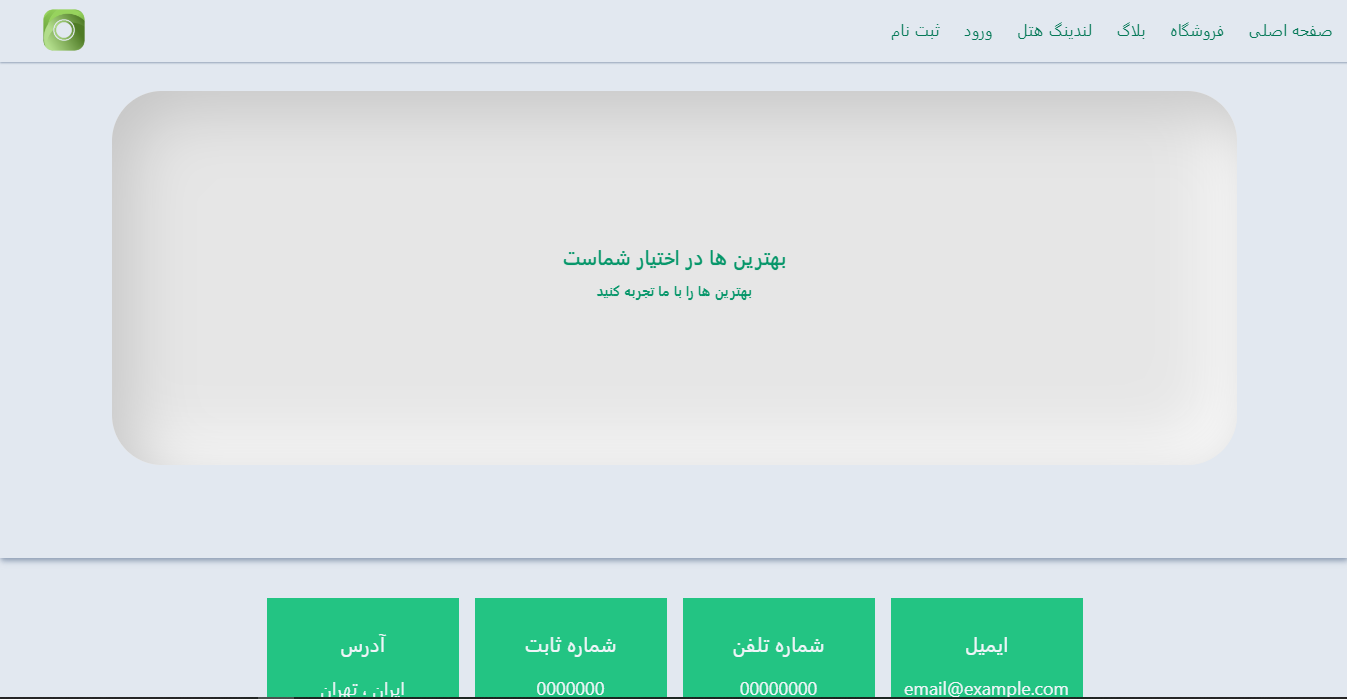 صفحه اصلی
فروشگاه
بلاگ
لندینگ هتل
ورود
ثبت نام
بهترین ها در اختیار شماست
بهترین ها را با ما تجربه کنید
ایمیل
email@example.com
شماره تلفن
00000000
شماره ثابت
0000000
آدرس
ایران ، تهران